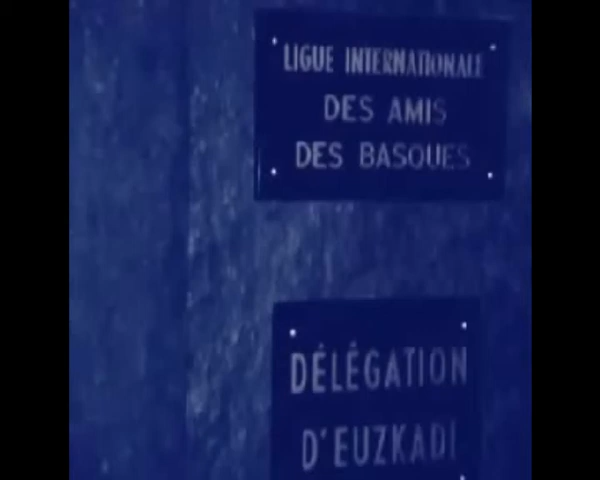 LIGUE INTERNATIONALE
DES AMIS
DES BASQUES
DÉLÉGATION
D'EUZKADI